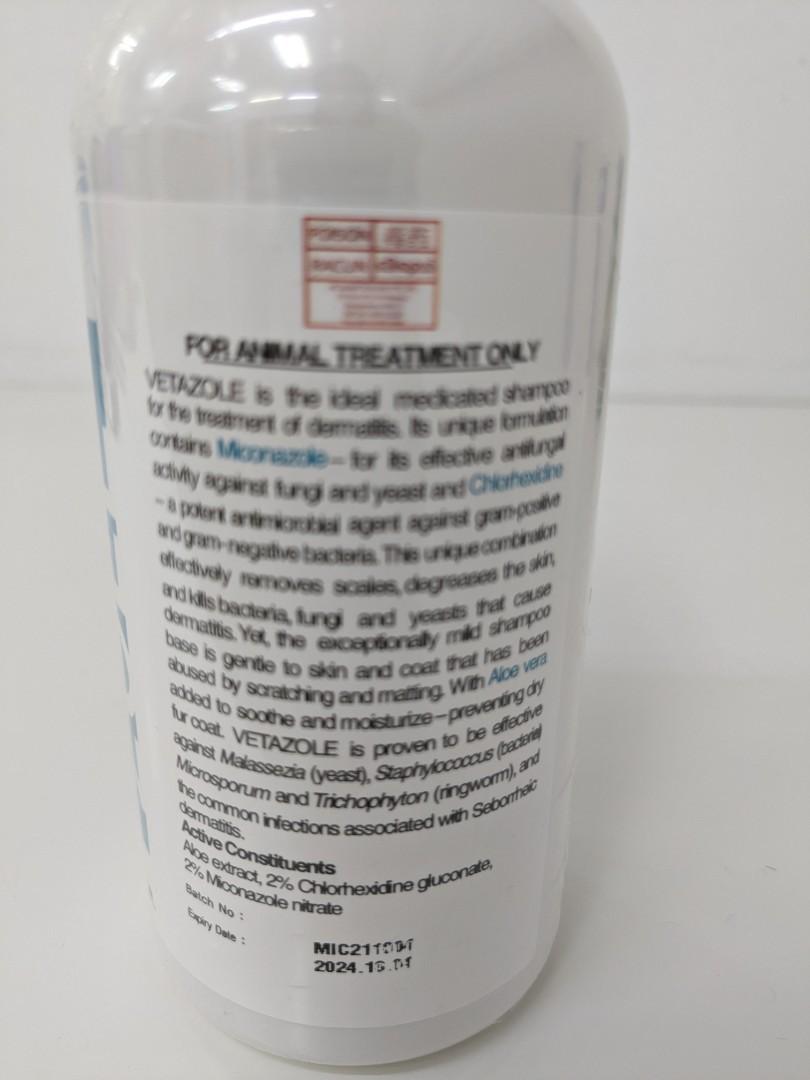 POISON
RACUN
FOR ANIMAL TREATMENT ONLY
VETAZOLE is the ideal medicated shampoo
for the treatment of dermatitis. Its unique formulation
contains Miconazole – for its effective antifungal
activity against fungi and yeast and Chlorhexidine
– a potent antimicrobial agent against gram-positive
and gram-negative bacteria. This unique combination
effectively removes scales, degreases the skin,
and kills bacteria, fungi and yeasts that cause
dermatitis. Yet, the exceptionally mild shampoo
base is gentle to skin and coat that has been
abused by scratching and matting. With Aloe vera
added to soothe and moisturize – preventing dry
fur coat. VETAZOLE is proven to be effective
against Malassezia (yeast), Staphylococcus (bacteria)
Microsporum and Trichophyton (ringworm), and
the common infections associated with Seborrhaic
dermatitis.
Active Constituents
Aloe extract, 2% Chlorhexidine gluconate,
2% Miconazole nitrate
Batch No :
Expiry Date :